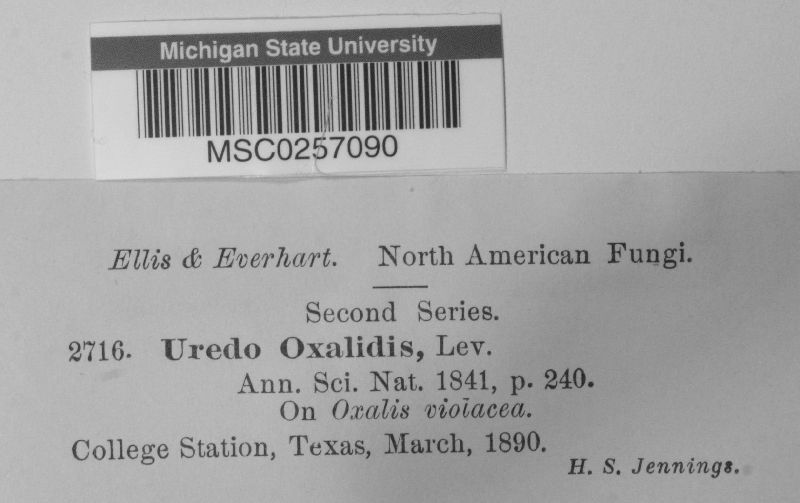 Michigan State University
MSC0257090
Ellis & Everhart. North American Fungi.
Second Series.
2716. Uredo Oxalidis, Lev.
Ann. Sci. Nat. 1841, p. 240.
On Oxalis violacea.
College Station, Texas, March, 1890.
H. S. Jennings.